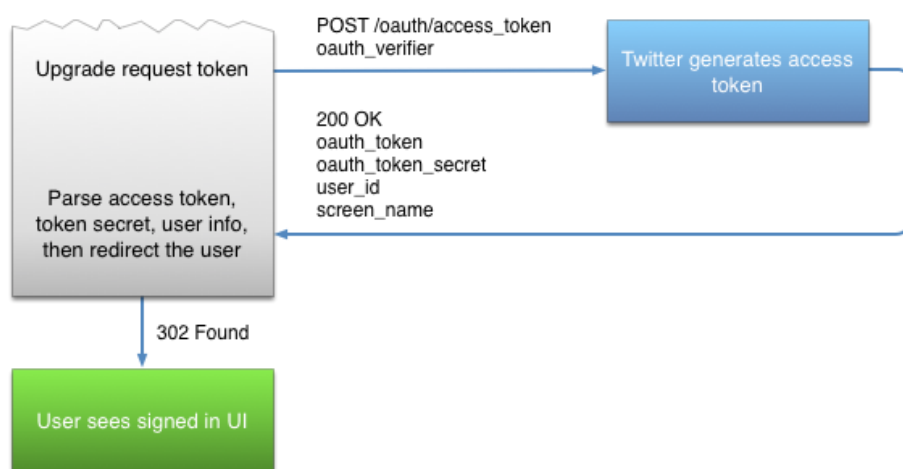 POST /oauth/access_token
oauth_verifier
Upgrade request token
Twitter generates access
token
200 OK
oauth_token
oauth_token_secret
user_id
screen_name
Parse access token,
token secret, user info,
then redirect the user
302 Found
User sees signed in UI